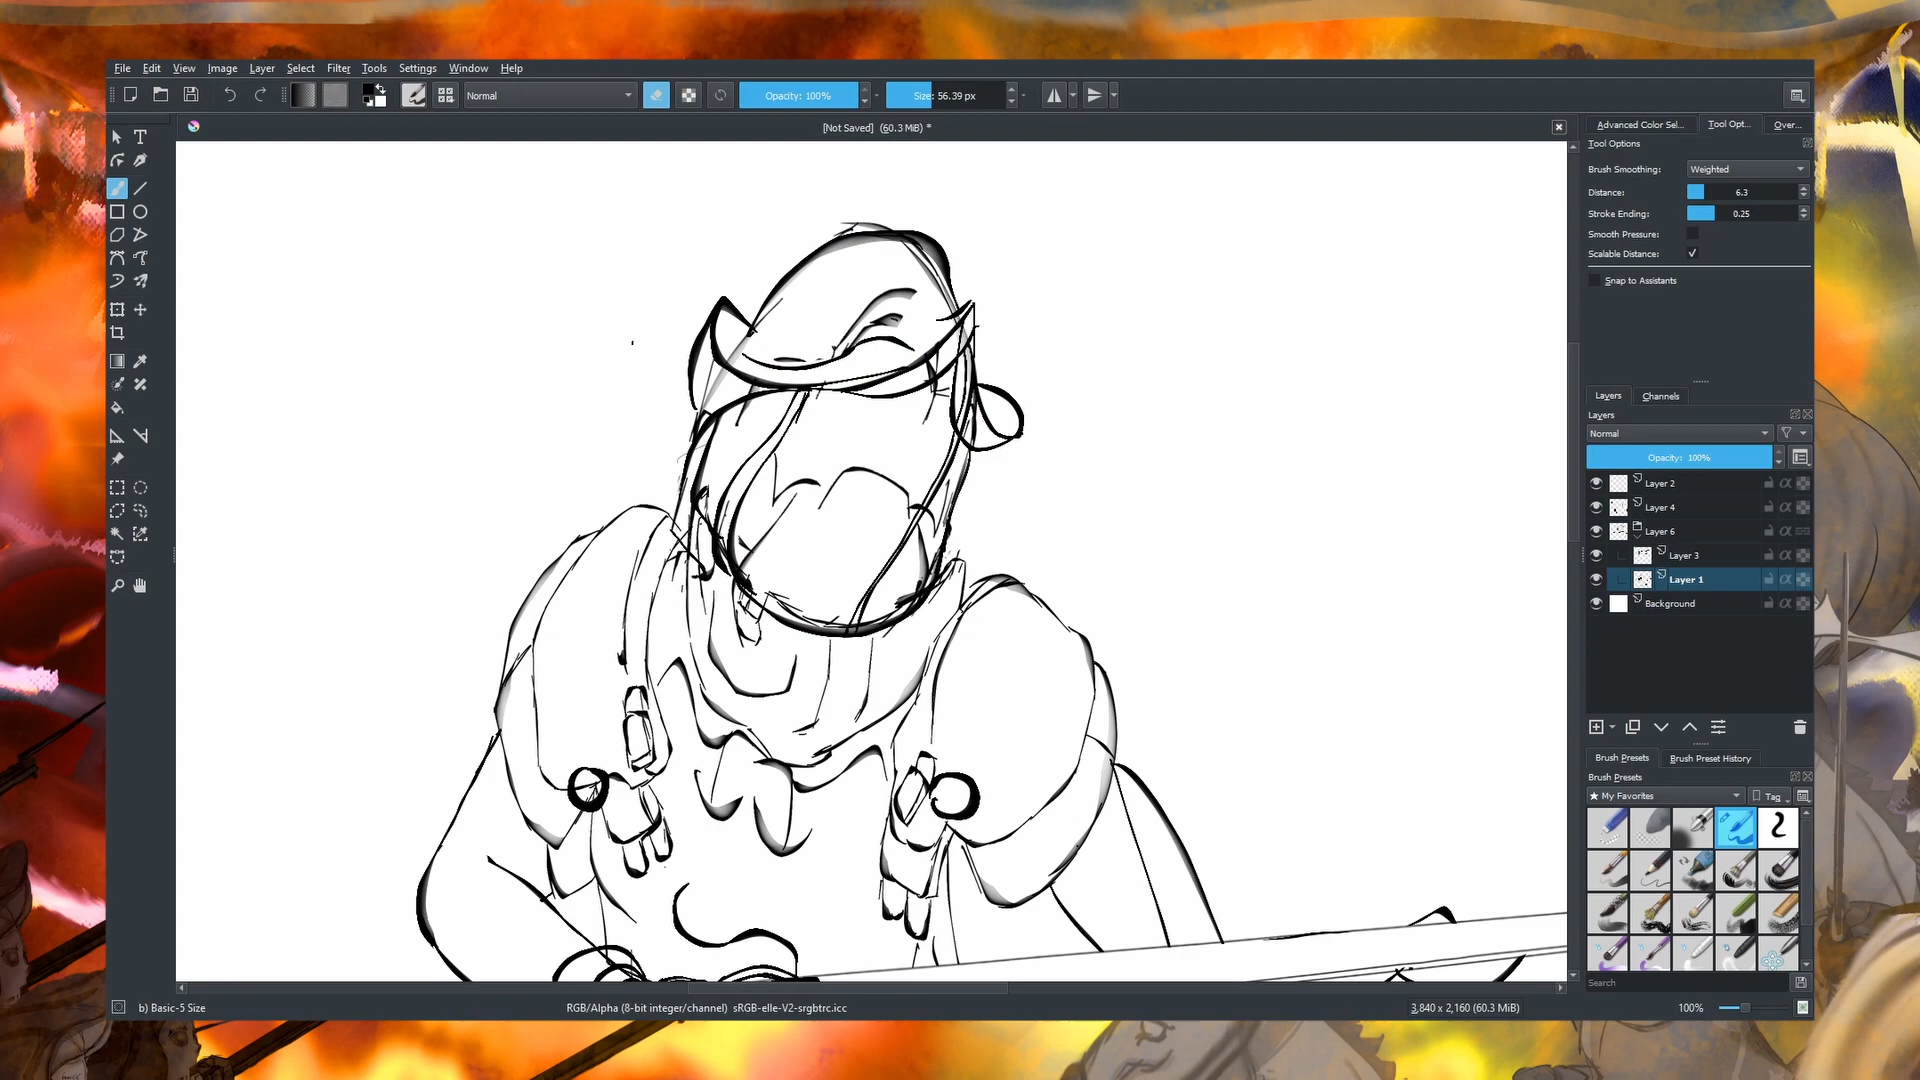 File Edit View Image Layer Select Filter Tools Settings Window Help
Normal Opacity: 100% Size: 56.39 px
[Not Saved] (60.3 MiB) *
Advanced Color Sel... Tool Opt... Over...
Tool Options
Brush Smoothing: Weighted
Distance: 6.3
Stroke Ending: 0.25
Smooth Pressure:
Scalable Distance:
Snap to Assistants
Layers Channels
Layers
Normal
Opacity: 100%
Layer 2
Layer 4
Layer 6
Layer 3
Layer 1
Background
Brush Presets Brush Preset History
Brush Presets
★ My Favorites Tag
Search
b) Basic-5 Size RGB/Alpha (8-bit integer/channel) sRGB-elle-V2-srgbtrc.icc 3,840 x 2,160 (60.3 MiB) 100%